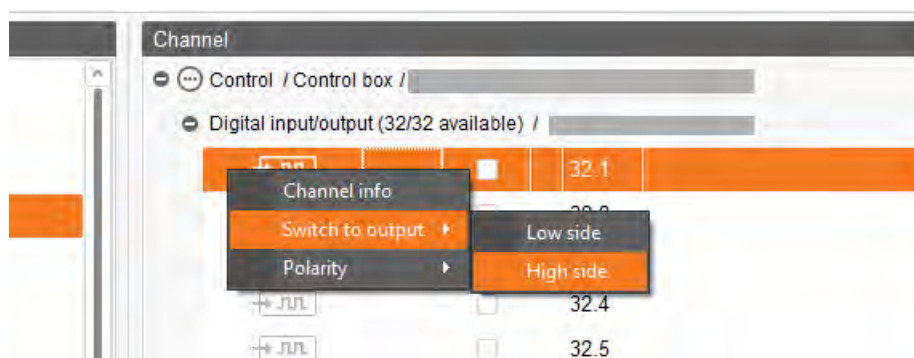 Channel
Control / Control box /
Digital input/output (32/32 available) /
32.1
Channel info
Switch to output
Low side
Polarity
High side
32.4
32.5